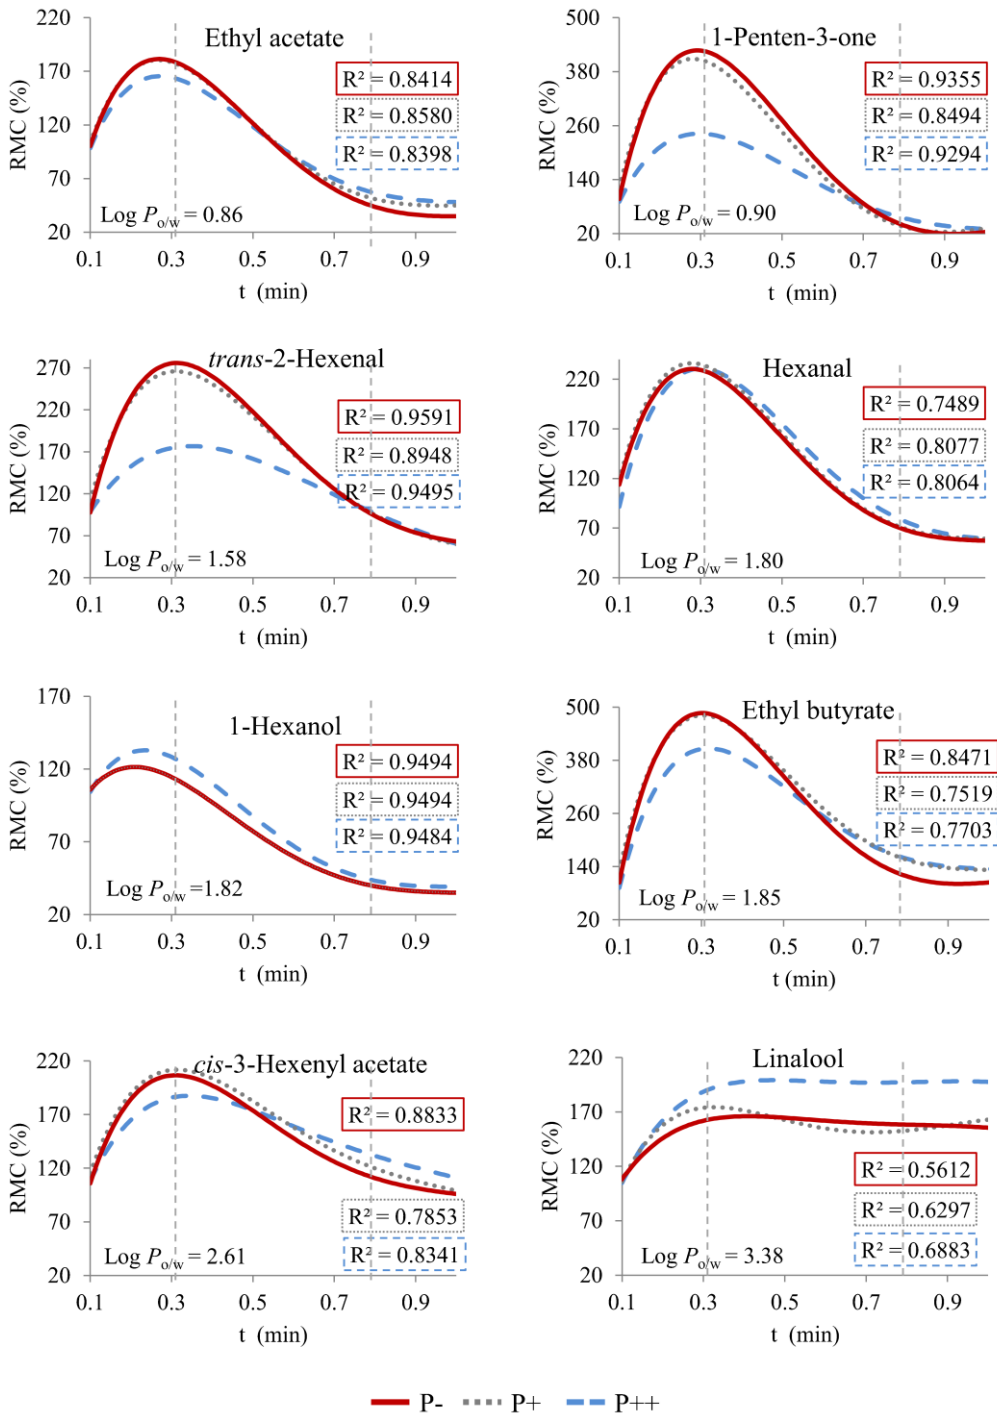 Ethyl acetate
RMC (%)
220
170
120
70
20
R² = 0.8414
R² = 0.8580
R² = 0.8398
Log Po/w = 0.86
0.1 0.3 0.5 0.7 0.9
t (min)
1-Penten-3-one
RMC (%)
500
380
260
140
20
R² = 0.9355
R² = 0.8494
R² = 0.9294
Log Po/w = 0.90
0.1 0.3 0.5 0.7 0.9
t (min)
trans-2-Hexenal
RMC (%)
270
220
170
120
70
20
R² = 0.9591
R² = 0.8948
R² = 0.9495
Log Po/w = 1.58
0.1 0.3 0.5 0.7 0.9
t (min)
Hexanal
RMC (%)
220
170
120
70
20
R² = 0.7489
R² = 0.8077
R² = 0.8064
Log Po/w = 1.80
0.1 0.3 0.5 0.7 0.9
t (min)
1-Hexanol
RMC (%)
170
120
70
20
R² = 0.9494
R² = 0.9494
R² = 0.9484
Log Po/w =1.82
0.1 0.3 0.5 0.7 0.9
t (min)
Ethyl butyrate
RMC (%)
500
380
260
140
20
R² = 0.8471
R² = 0.7519
R² = 0.7703
Log Po/w = 1.85
0.1 0.3 0.5 0.7 0.9
t (min)
cis-3-Hexenyl acetate
RMC (%)
220
170
120
70
20
R² = 0.8833
R² = 0.7853
R² = 0.8341
Log Po/w = 2.61
0.1 0.3 0.5 0.7 0.9
t (min)
Linalool
RMC (%)
220
170
120
70
20
R² = 0.5612
R² = 0.6297
R² = 0.6883
Log Po/w = 3.38
0.1 0.3 0.5 0.7 0.9
t (min)
P- P+ P++